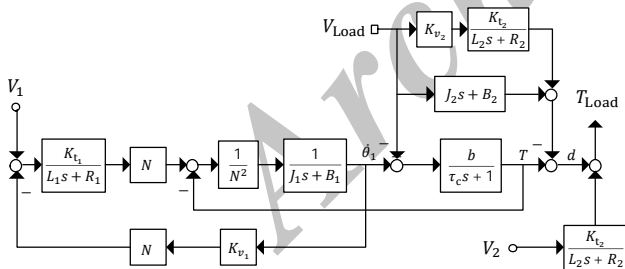 V_Load
K_v2
K_t2 / (L_2s + R_2)
V_1
J_2s + B_2
T_Load
K_t1 / (L_1s + R_1)
N
−
1 / N^2
1 / (J_1s + B_1)
θ̇_1
−
b / (τ_c s + 1)
T
−
d
−
N
K_v1
V_2
K_t2 / (L_2s + R_2)